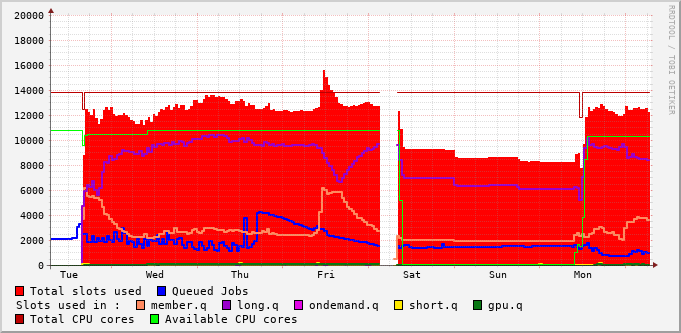 20000
18000
16000
14000
12000
10000
8000
6000
4000
2000
0
Tue Wed Thu Fri Sat Sun Mon
RRDTOOL / TOBI OETIKER
Total slots used Queued Jobs
Slots used in : member.q long.q ondemand.q short.q gpu.q
Total CPU cores Available CPU cores